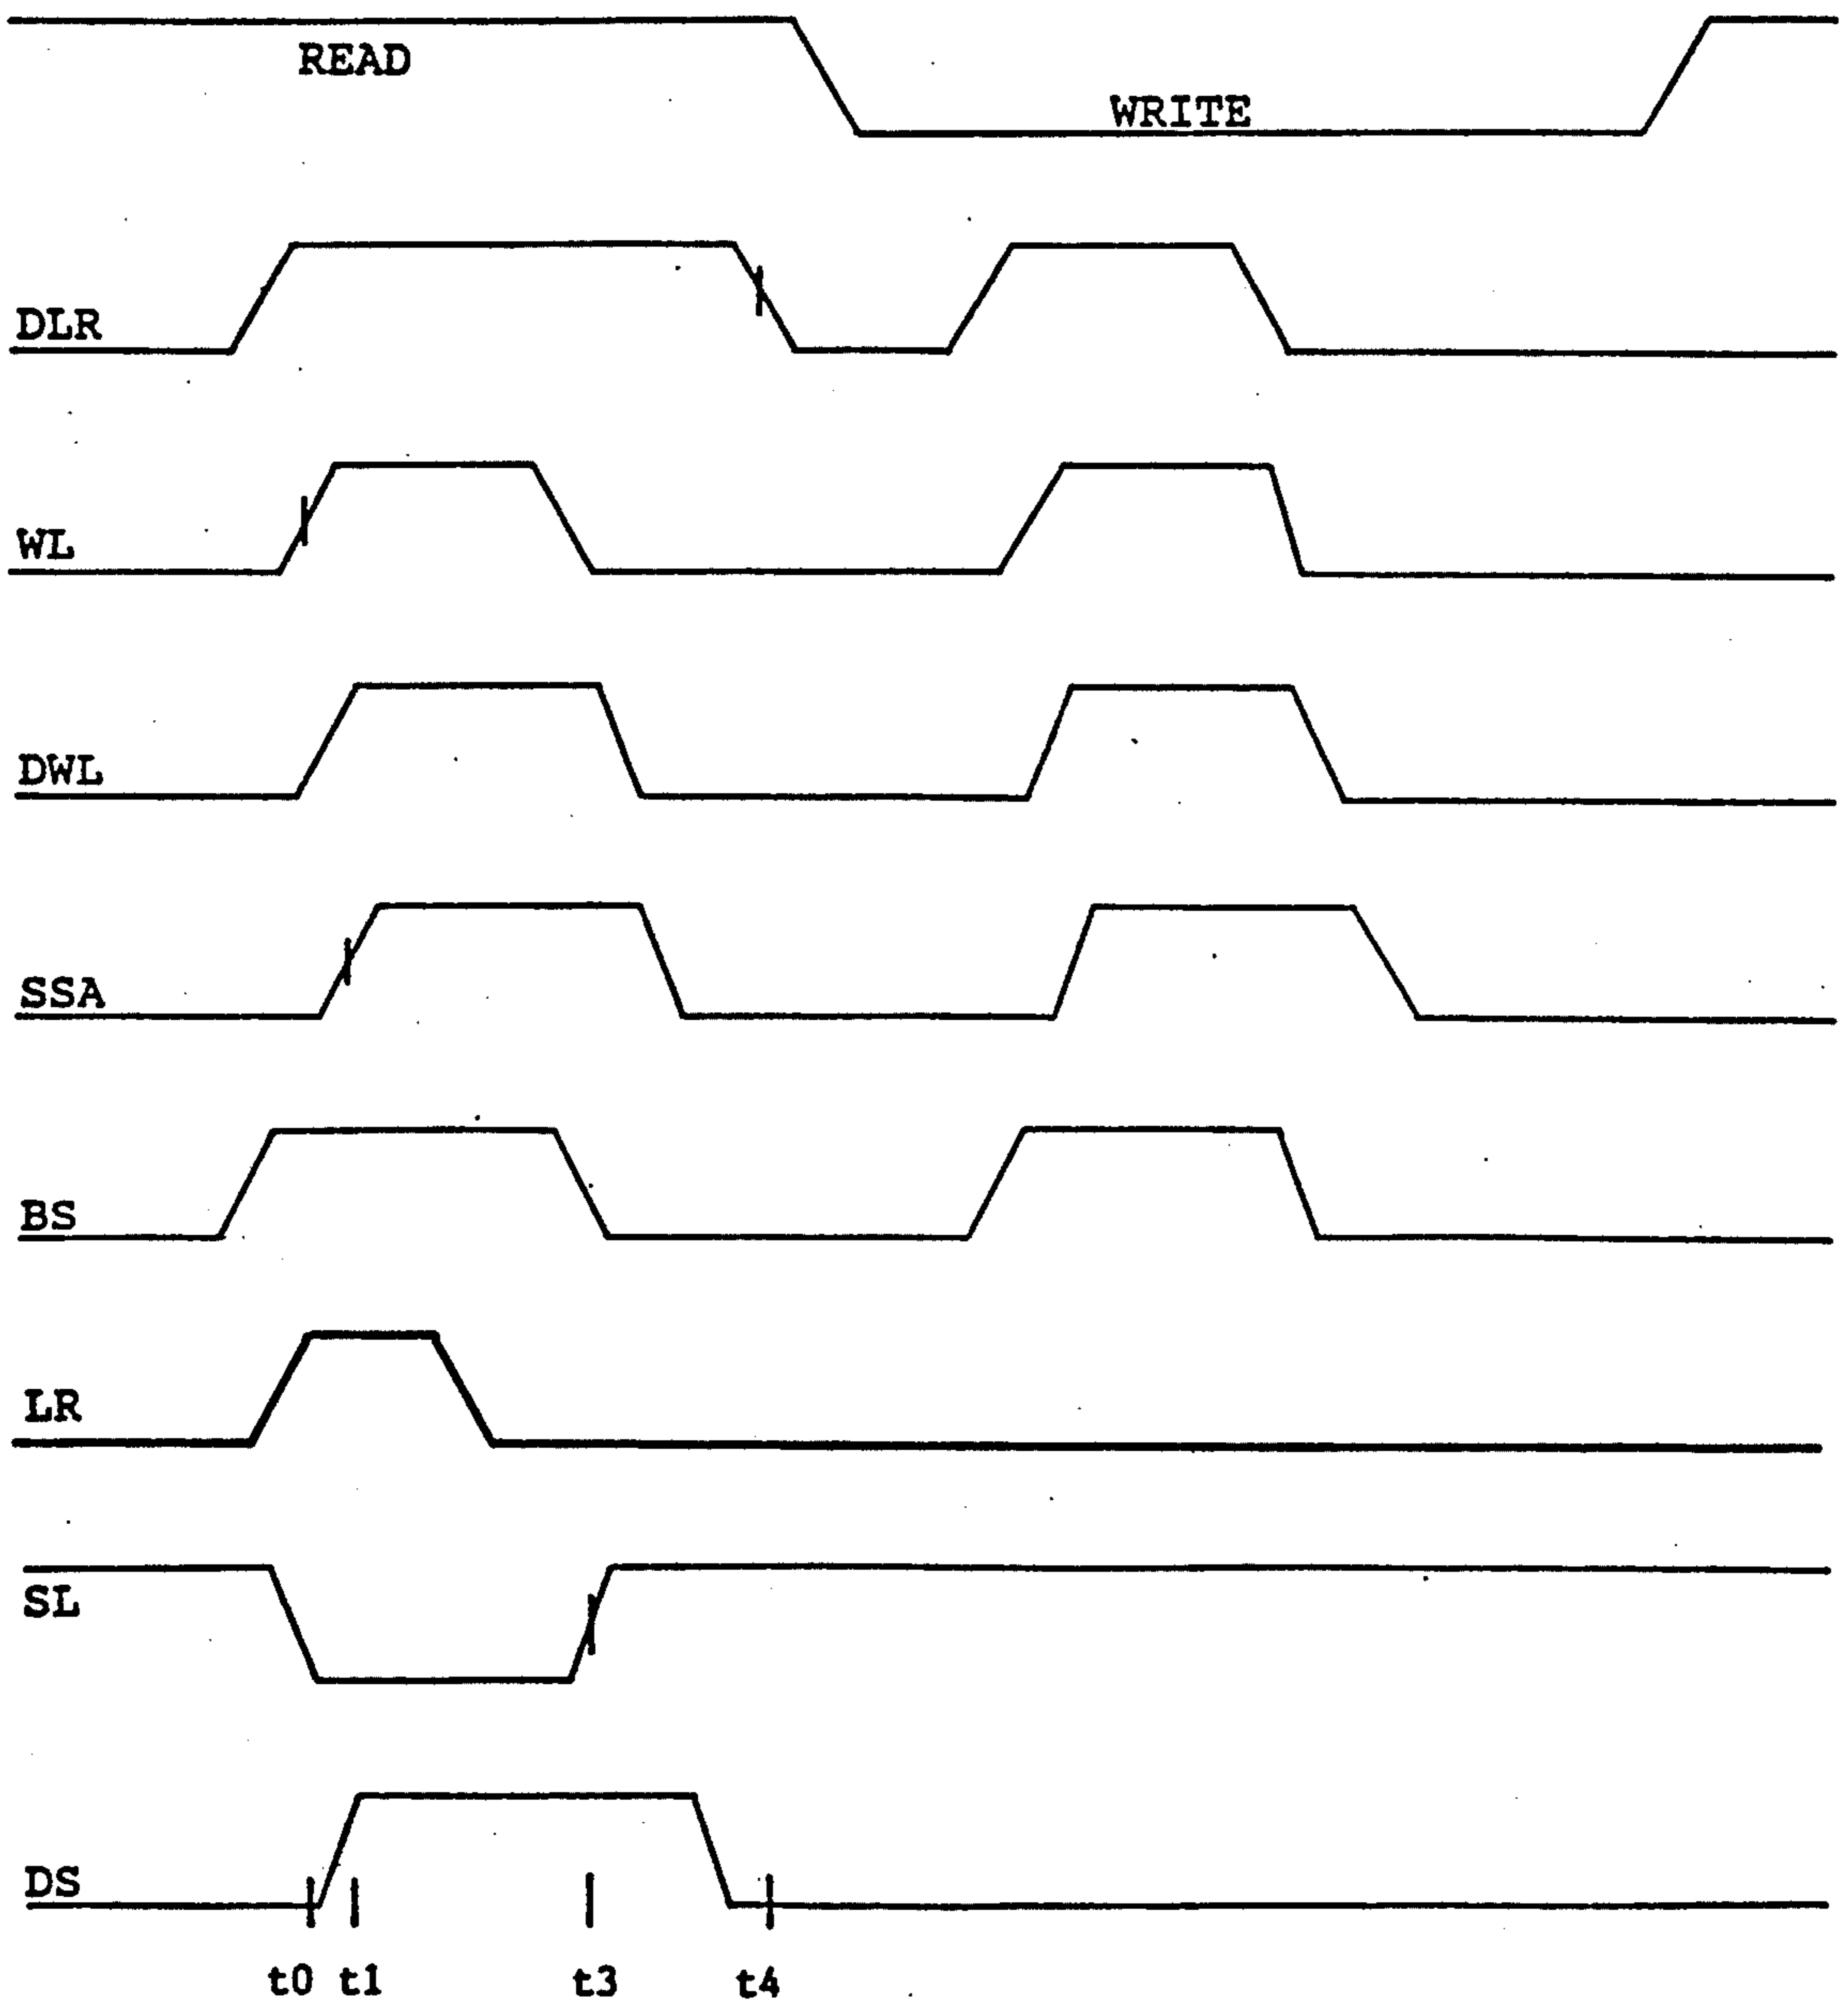 READ
WRITE
DLR
WL
DWL
SSA
BS
LR
SL
DS
t0 t1 t3 t4